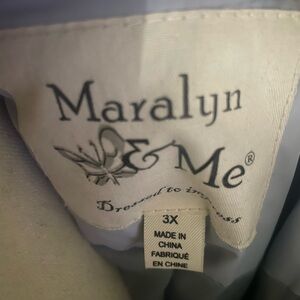 Maralyn
& Me®
Dressed to impress
3X
MADE IN
CHINA
FABRIQUÉ
EN CHINE